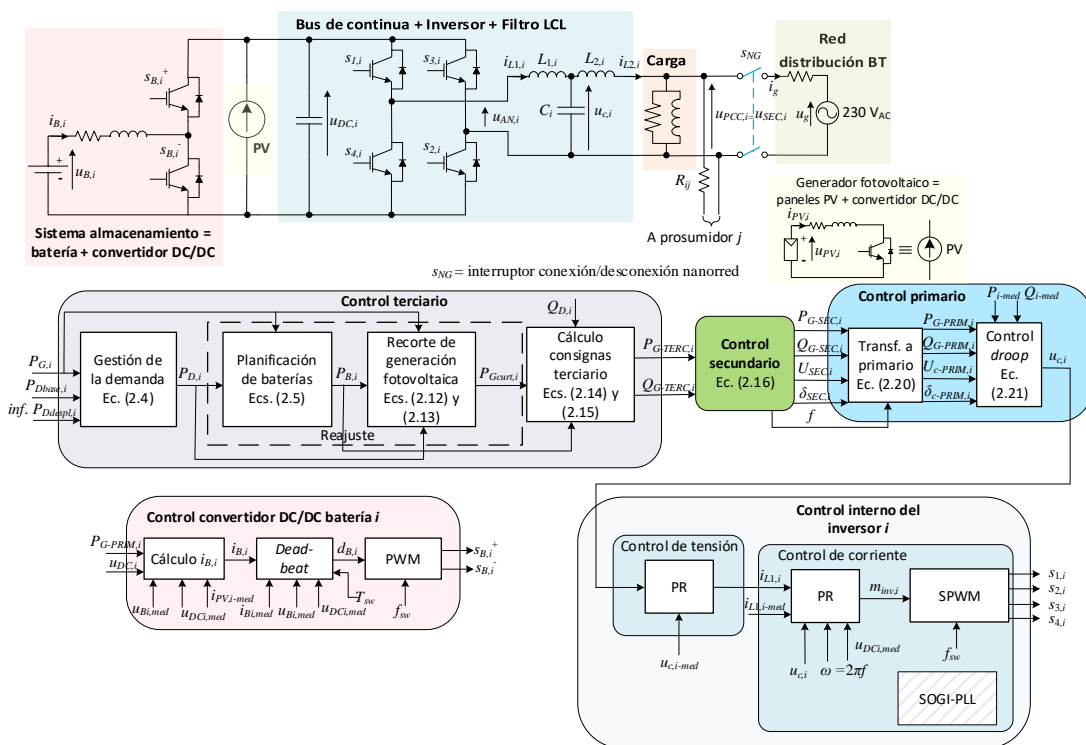 Bus de continua + Inversor + Filtro LCL
Red
distribución BT
Carga
s_NG
s_B,i^+
s_1,i
s_3,i
i_L1,i
L_1,i
L_2,i
i_L2,i
i_g
i_B,i
PV
u_DC,i
u_AN,i
C_i
u_c,i
u_PCC,i=u_SEC,i
u_g
230 V_AC
s_B,i^-
s_4,i
s_2,i
+
-
u_B,i
R_ij
Sistema almacenamiento =
batería + convertidor DC/DC
A prosumidor j
Generador fotovoltaico =
paneles PV + convertidor DC/DC
i_PV,i
+
-
u_PV,i
≡
PV
s_NG = interruptor conexión/desconexión nanorred
Control terciario
P_G,i
P_Dbase,i
inf. P_Ddespl,i
Gestión de
la demanda
Ec. (2.4)
P_D,i
Planificación
de baterías
Ecs. (2.5)
P_B,i
Recorte de
generación
fotovoltaica
Ecs. (2.12) y
(2.13)
Reajuste
P_Gcurt,i
Q_D,i
Cálculo
consignas
terciario
Ecs. (2.14) y
(2.15)
P_G-TERC,i
Q_G-TERC,i
Control
secundario
Ec. (2.16)
P_G-SEC,i
Q_G-SEC,i
U_SEC,i
δ_SEC,i
f
Control primario
P_i-med
Q_i-med
Transf. a
primario
Ec. (2.20)
P_G-PRIM,i
Q_G-PRIM,i
U_c-PRIM,i
δ_c-PRIM,i
Control
droop
Ec.
(2.21)
u_c,i
Control convertidor DC/DC batería i
P_G-PRIM,i
u_DC,i
Cálculo i_B,i
i_B,i
Dead-
beat
d_B,i
PWM
s_B,i^+
s_B,i^-
u_Bi,med
u_DCi,med
i_PV,i-med
i_Bi,med
u_Bi,med
u_DCi,med
T_sw
f_sw
Control interno del
inversor i
Control de tensión
PR
u_c,i-med
Control de corriente
i_L1,i
i_L1,i-med
PR
m_inv,i
SPWM
s_1,i
s_2,i
s_3,i
s_4,i
u_c,i
ω=2πf
u_DCi,med
f_sw
SOGI-PLL